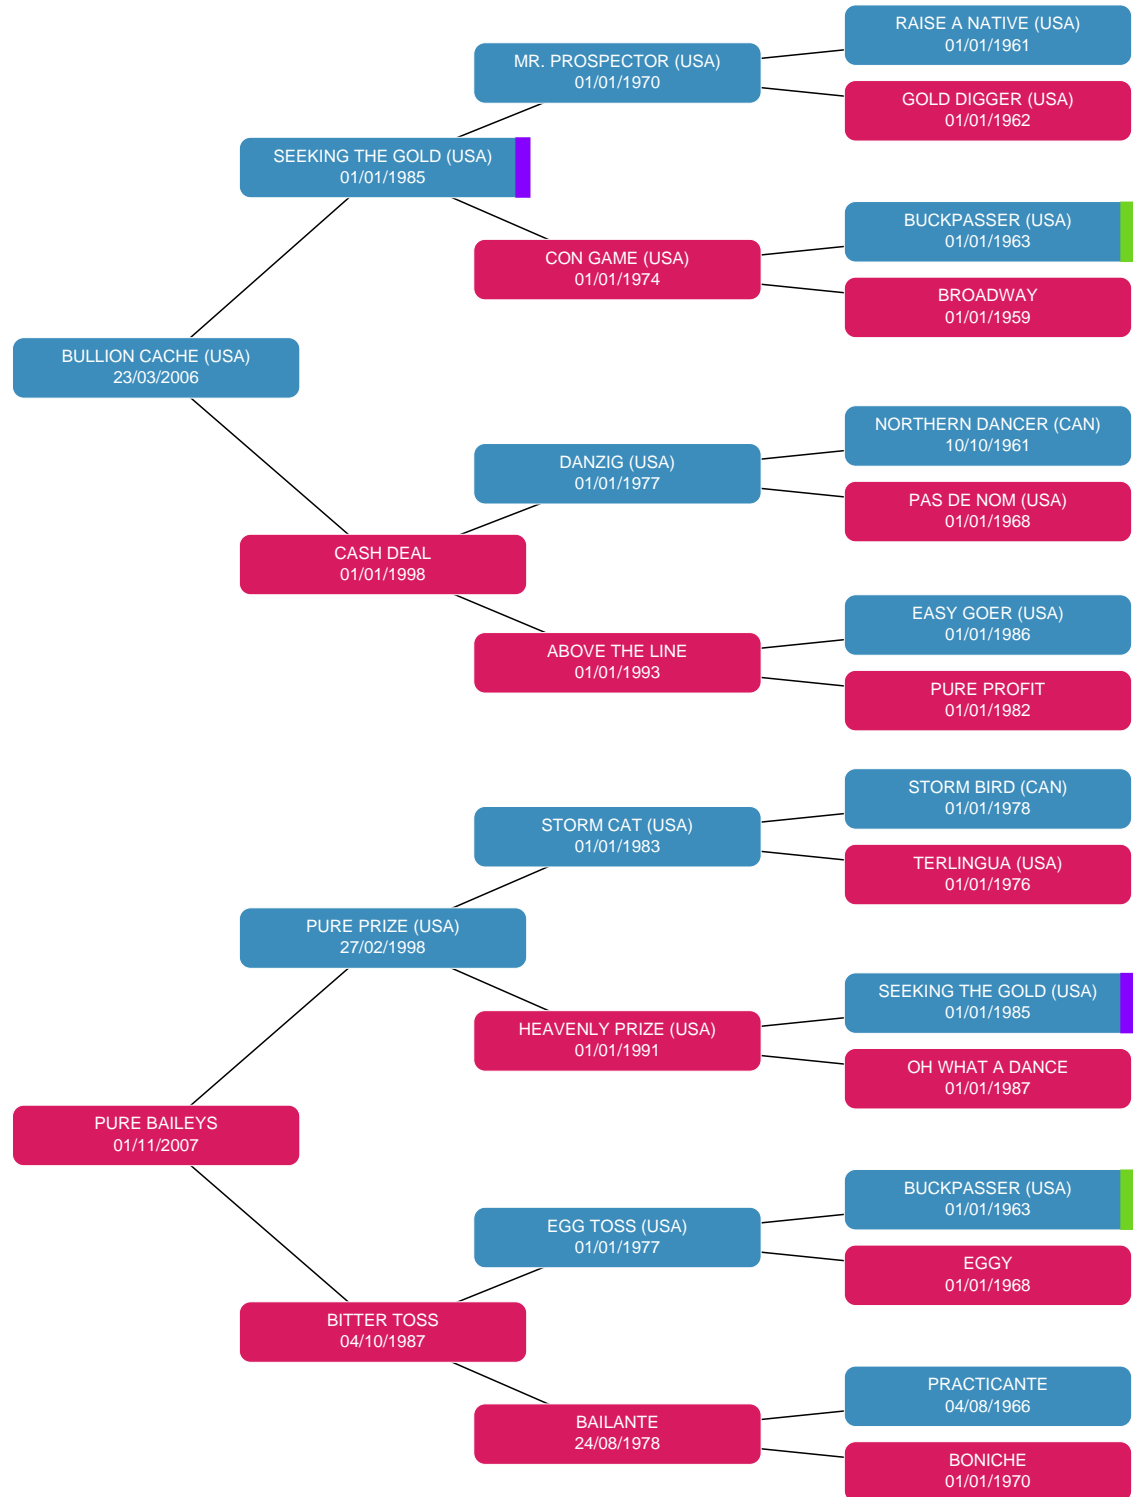 RAISE A NATIVE (USA)
01/01/1961
MR. PROSPECTOR (USA)
01/01/1970
GOLD DIGGER (USA)
01/01/1962
SEEKING THE GOLD (USA)
01/01/1985
BUCKPASSER (USA)
01/01/1963
CON GAME (USA)
01/01/1974
BROADWAY
01/01/1959
BULLION CACHE (USA)
23/03/2006
NORTHERN DANCER (CAN)
10/10/1961
DANZIG (USA)
01/01/1977
PAS DE NOM (USA)
01/01/1968
CASH DEAL
01/01/1998
EASY GOER (USA)
01/01/1986
ABOVE THE LINE
01/01/1993
PURE PROFIT
01/01/1982
STORM BIRD (CAN)
01/01/1978
STORM CAT (USA)
01/01/1983
TERLINGUA (USA)
01/01/1976
PURE PRIZE (USA)
27/02/1998
SEEKING THE GOLD (USA)
01/01/1985
HEAVENLY PRIZE (USA)
01/01/1991
OH WHAT A DANCE
01/01/1987
PURE BAILEYS
01/11/2007
BUCKPASSER (USA)
01/01/1963
EGG TOSS (USA)
01/01/1977
EGGY
01/01/1968
BITTER TOSS
04/10/1987
PRACTICANTE
04/08/1966
BAILANTE
24/08/1978
BONICHE
01/01/1970